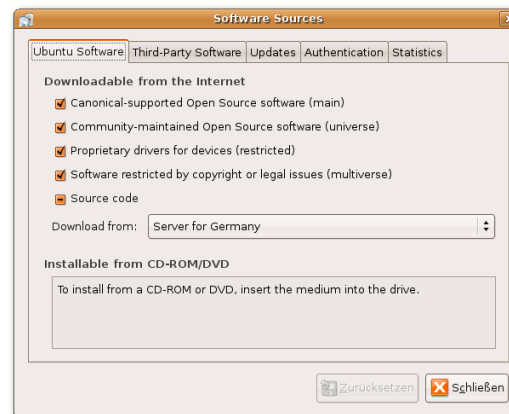 Software Sources
Ubuntu Software Third-Party Software Updates Authentication Statistics
Downloadable from the Internet
Canonical-supported Open Source software (main)
Community-maintained Open Source software (universe)
Proprietary drivers for devices (restricted)
Software restricted by copyright or legal issues (multiverse)
Source code
Download from: Server for Germany
Installable from CD-ROM/DVD
To install from a CD-ROM or DVD, insert the medium into the drive.
Zurücksetzen Schließen